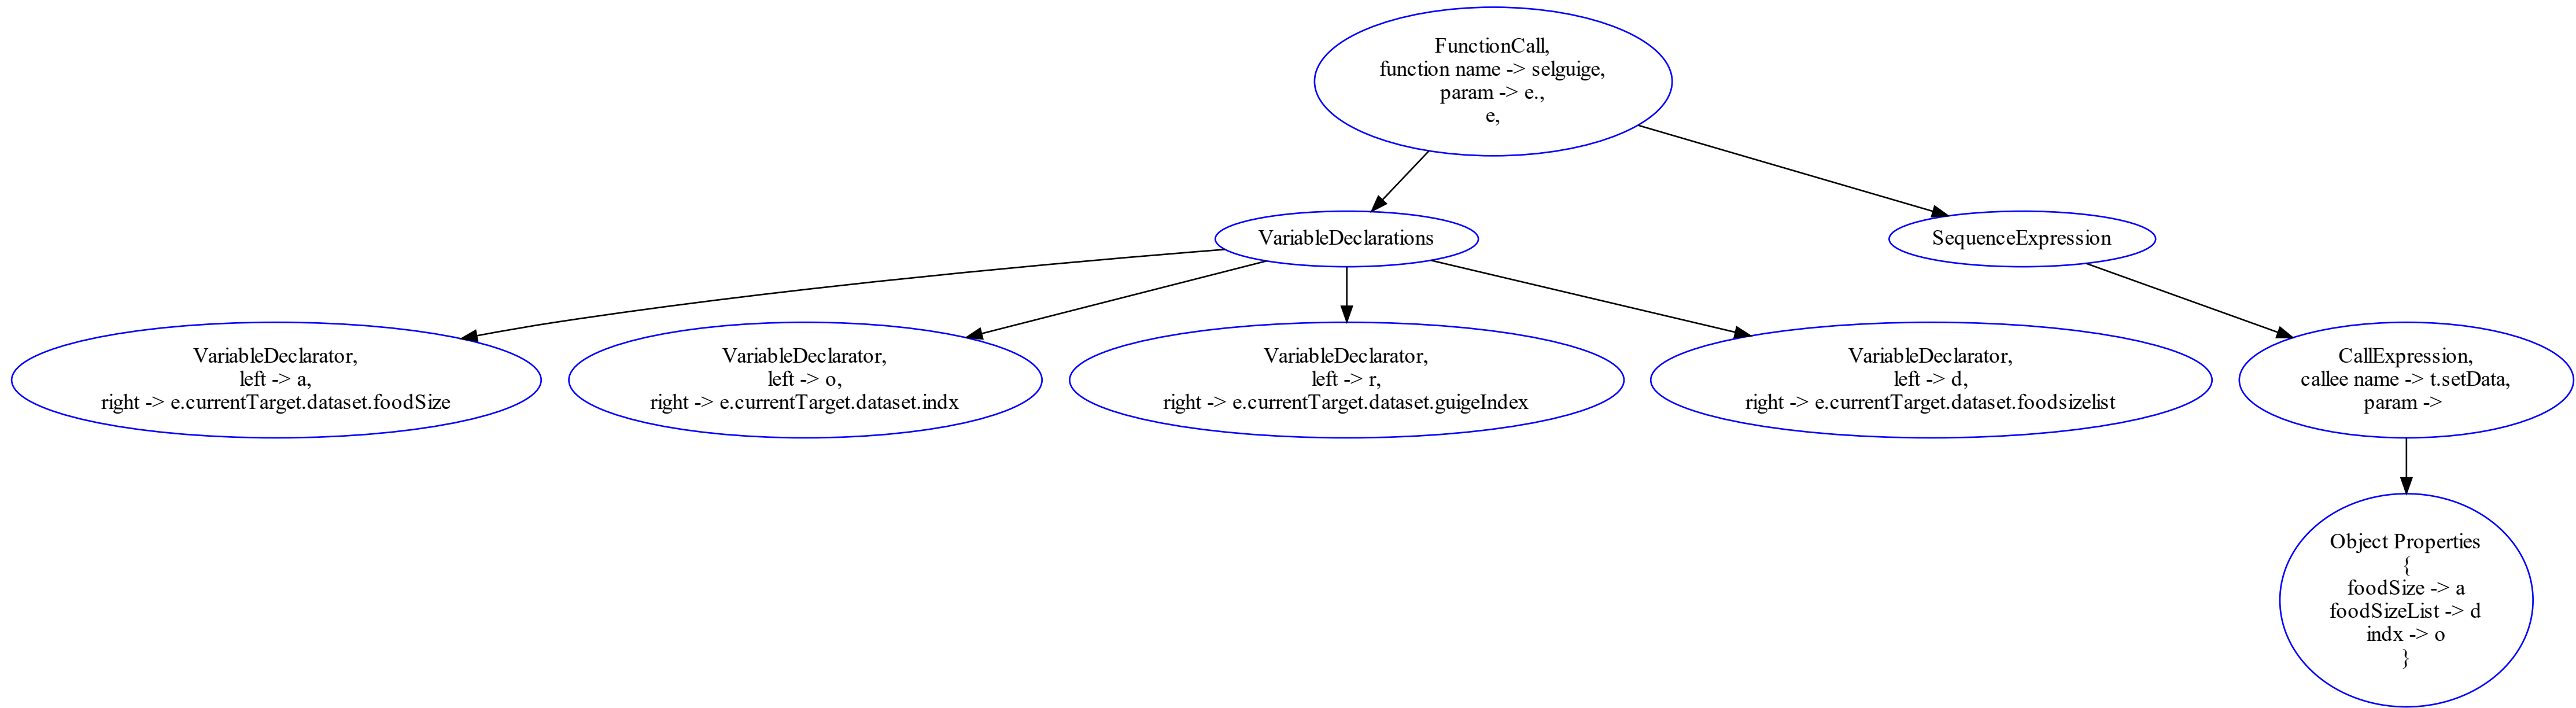 FunctionCall,
function name -> selguige,
param -> e.,
e,
VariableDeclarations
SequenceExpression
VariableDeclarator,
left -> a,
right -> e.currentTarget.dataset.foodSize
VariableDeclarator,
left -> o,
right -> e.currentTarget.dataset.indx
VariableDeclarator,
left -> r,
right -> e.currentTarget.dataset.guigeIndex
VariableDeclarator,
left -> d,
right -> e.currentTarget.dataset.foodsizelist
CallExpression,
callee name -> t.setData,
param ->
Object Properties
{
foodSize -> a
foodSizeList -> d
indx -> o
}